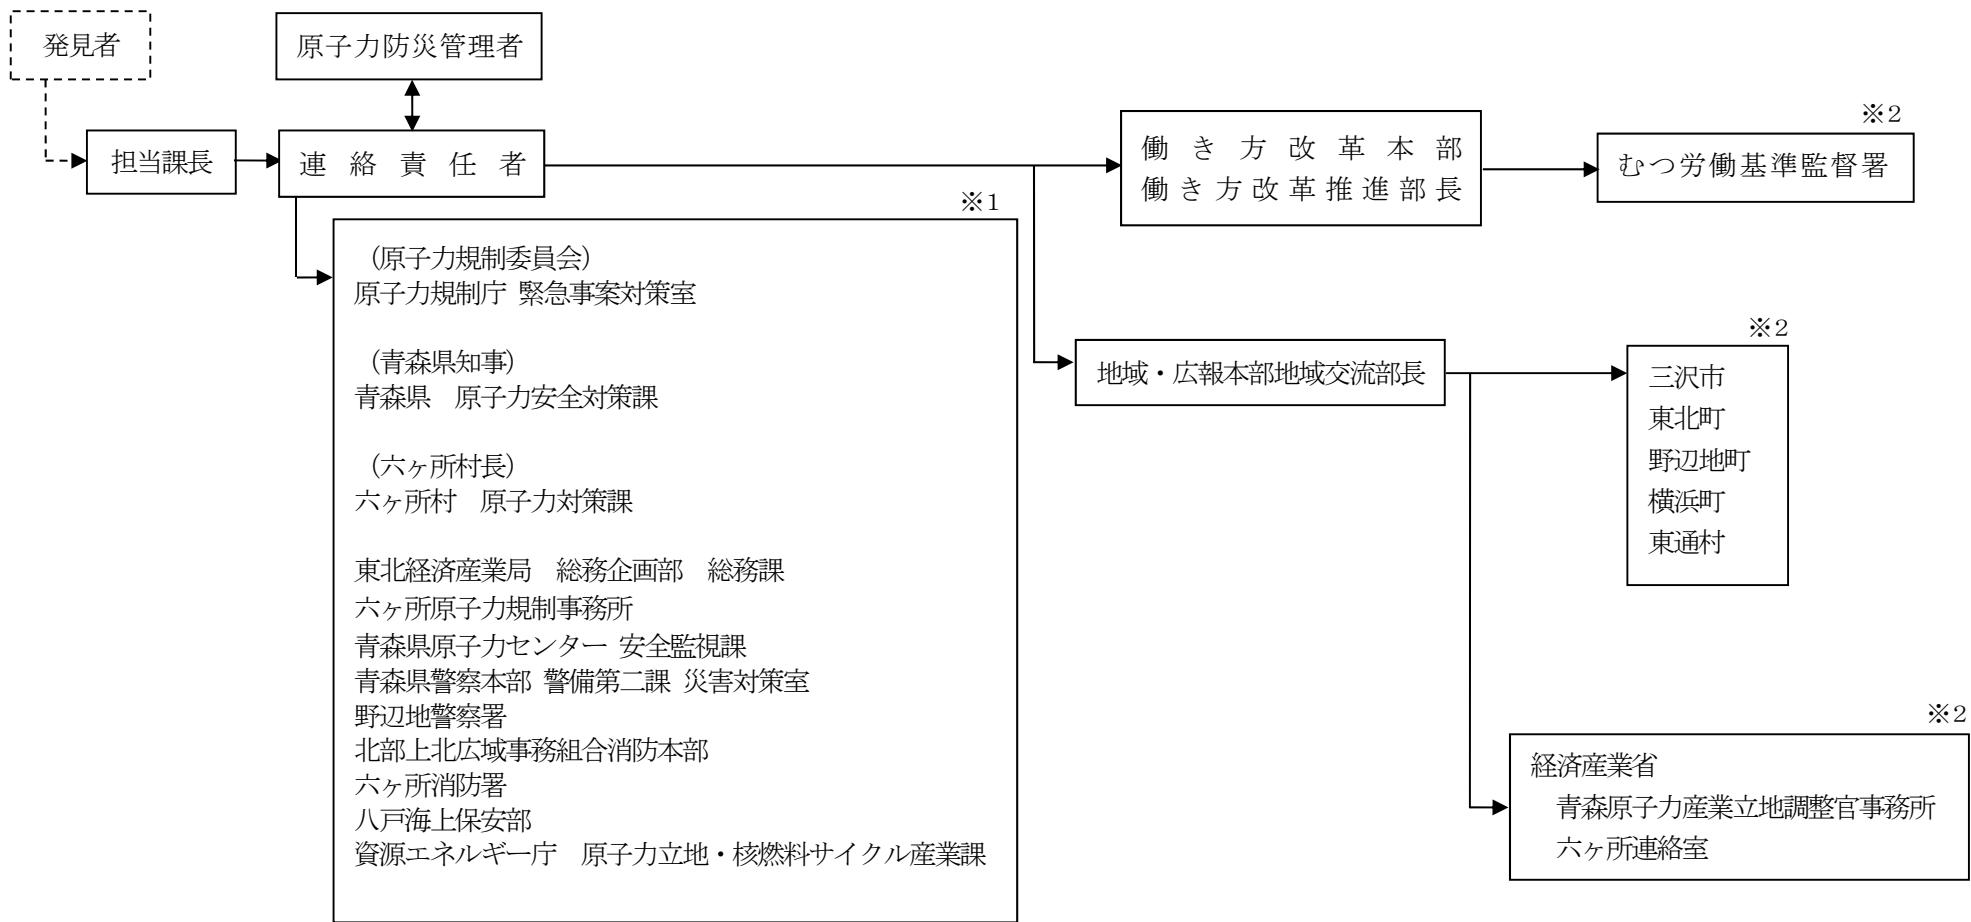 発見者
原子力防災管理者
担当課長
連絡責任者
働き方改革本部
働き方改革推進部長
※2
むつ労働基準監督署
※1
（原子力規制委員会）
原子力規制庁 緊急事案対策室
（青森県知事）
青森県　原子力安全対策課
（六ヶ所村長）
六ヶ所村　原子力対策課
東北経済産業局　総務企画部　総務課
六ヶ所原子力規制事務所
青森県原子力センター 安全監視課
青森県警察本部 警備第二課 災害対策室
野辺地警察署
北部上北広域事務組合消防本部
六ヶ所消防署
八戸海上保安部
資源エネルギー庁　原子力立地・核燃料サイクル産業課
地域・広報本部地域交流部長
※2
三沢市
東北町
野辺地町
横浜町
東通村
※2
経済産業省
青森原子力産業立地調整官事務所
六ヶ所連絡室